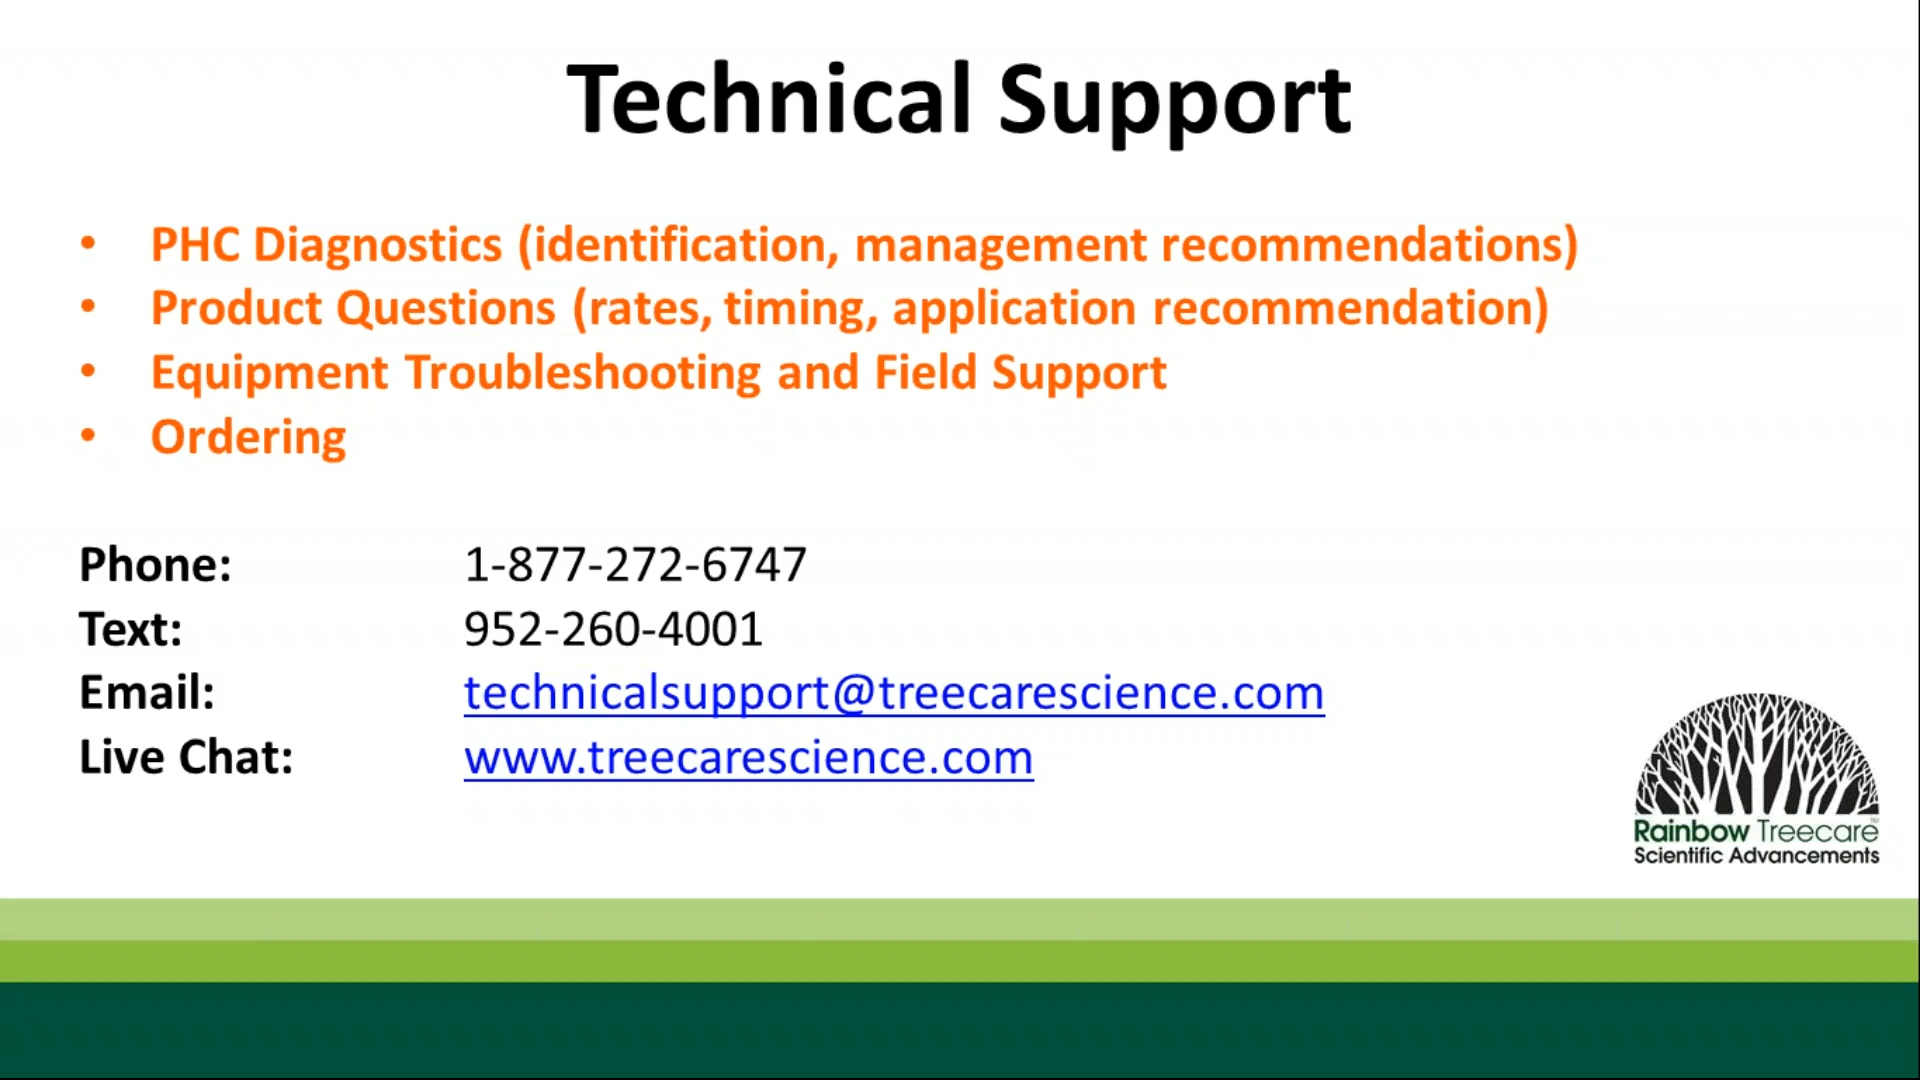 Technical Support
• PHC Diagnostics (identification, management recommendations)
• Product Questions (rates, timing, application recommendation)
• Equipment Troubleshooting and Field Support
• Ordering
Phone: 1-877-272-6747
Text: 952-260-4001
Email: technicalsupport@treecarescience.com
Live Chat: www.treecarescience.com
Rainbow Treecare™
Scientific Advancements